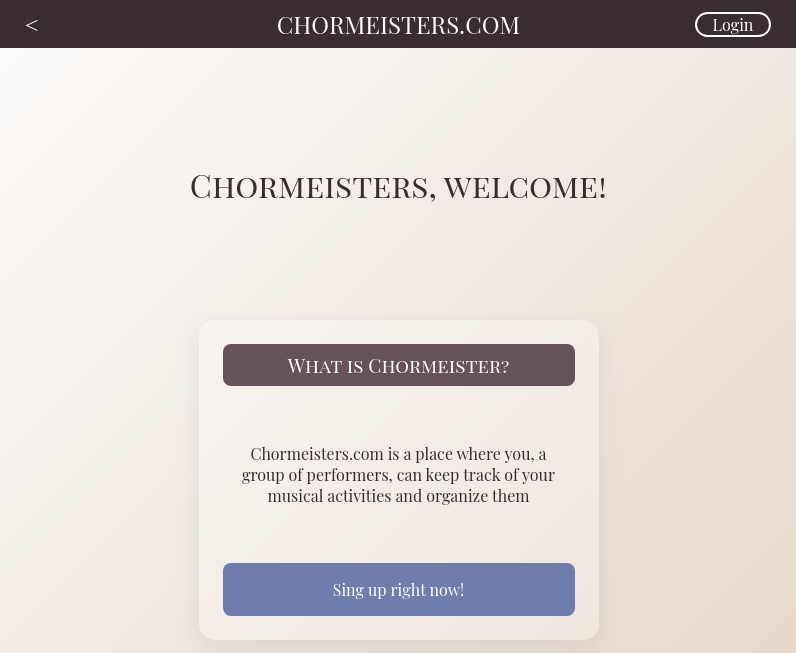 <
CHORMEISTERS.COM
Login
Chormeisters, welcome!
What is Chormeister?
Chormeisters.com is a place where you, a
group of performers, can keep track of your
musical activities and organize them
Sing up right now!